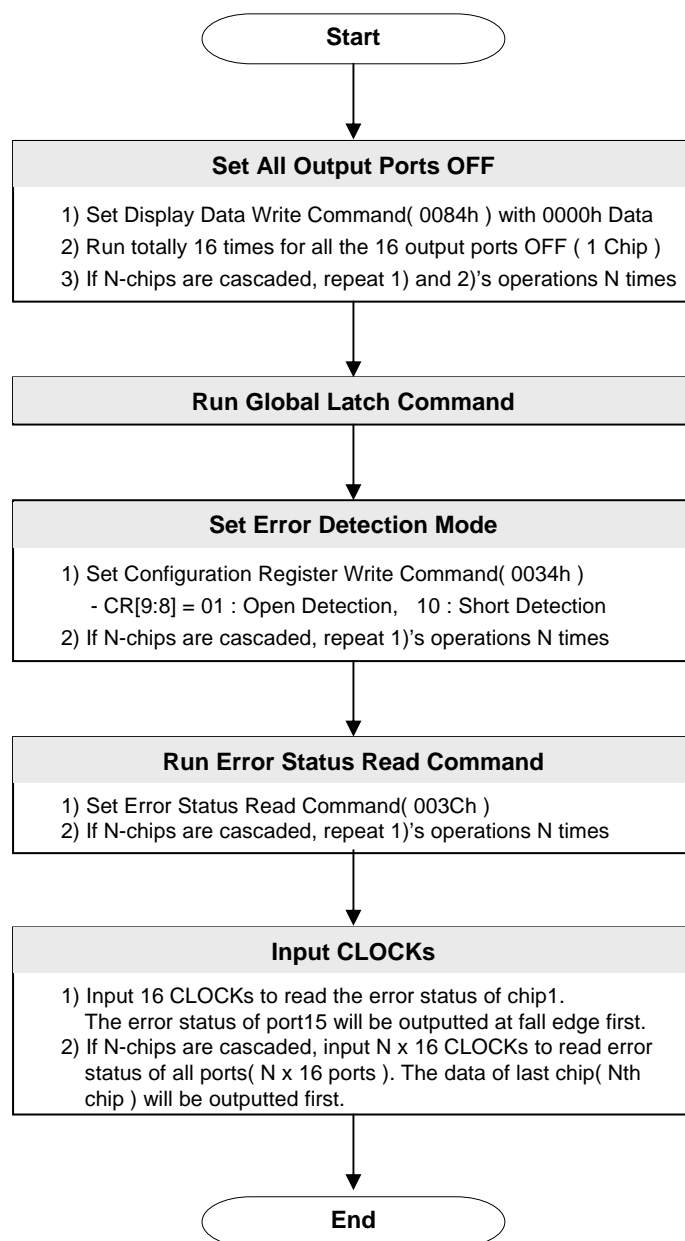 Start
Set All Output Ports OFF
1) Set Display Data Write Command( 0084h ) with 0000h Data
2) Run totally 16 times for all the 16 output ports OFF ( 1 Chip )
3) If N-chips are cascaded, repeat 1) and 2)'s operations N times
Run Global Latch Command
Set Error Detection Mode
1) Set Configuration Register Write Command( 0034h )
- CR[9:8] = 01 : Open Detection, 10 : Short Detection
2) If N-chips are cascaded, repeat 1)'s operations N times
Run Error Status Read Command
1) Set Error Status Read Command( 003Ch )
2) If N-chips are cascaded, repeat 1)'s operations N times
Input CLOCKs
1) Input 16 CLOCKs to read the error status of chip1.
The error status of port15 will be outputted at fall edge first.
2) If N-chips are cascaded, input N x 16 CLOCKs to read error
status of all ports( N x 16 ports ). The data of last chip( Nth
chip ) will be outputted first.
End